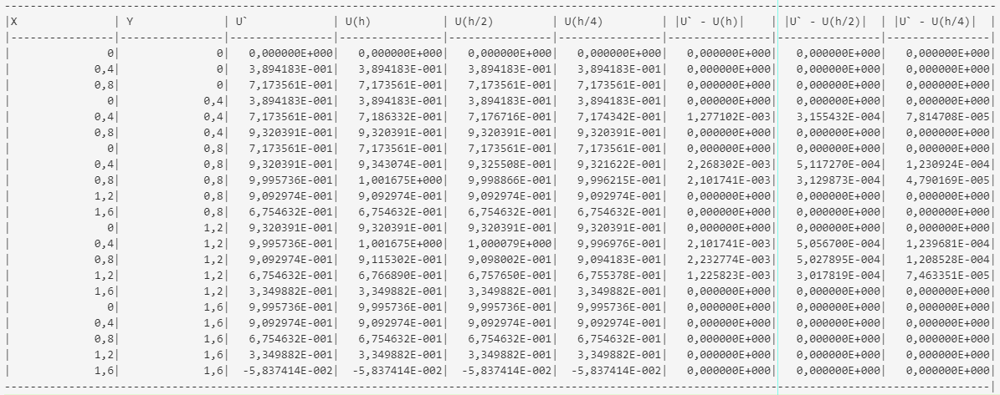 |X | Y | U` | U(h) | U(h/2) | U(h/4) | |U` - U(h)| | |U` - U(h/2)| | |U` - U(h/4)| |
| 0| 0| 0,000000E+000| 0,000000E+000| 0,000000E+000| 0,000000E+000| 0,000000E+000| 0,000000E+000| 0,000000E+000|
| 0,4| 0| 3,894183E-001| 3,894183E-001| 3,894183E-001| 3,894183E-001| 0,000000E+000| 0,000000E+000| 0,000000E+000|
| 0,8| 0| 7,173561E-001| 7,173561E-001| 7,173561E-001| 7,173561E-001| 0,000000E+000| 0,000000E+000| 0,000000E+000|
| 0| 0,4| 3,894183E-001| 3,894183E-001| 3,894183E-001| 3,894183E-001| 0,000000E+000| 0,000000E+000| 0,000000E+000|
| 0,4| 0,4| 7,173561E-001| 7,186332E-001| 7,176716E-001| 7,174342E-001| 1,277102E-003| 3,155432E-004| 7,814708E-005|
| 0,8| 0,4| 9,320391E-001| 9,320391E-001| 9,320391E-001| 9,320391E-001| 0,000000E+000| 0,000000E+000| 0,000000E+000|
| 0| 0,8| 7,173561E-001| 7,173561E-001| 7,173561E-001| 7,173561E-001| 0,000000E+000| 0,000000E+000| 0,000000E+000|
| 0,4| 0,8| 9,320391E-001| 9,343074E-001| 9,325508E-001| 9,321622E-001| 2,268302E-003| 5,117270E-004| 1,230924E-004|
| 0,8| 0,8| 9,995736E-001| 1,001675E+000| 9,998866E-001| 9,996215E-001| 2,101741E-003| 3,129873E-004| 4,790169E-005|
| 1,2| 0,8| 9,092974E-001| 9,092974E-001| 9,092974E-001| 9,092974E-001| 0,000000E+000| 0,000000E+000| 0,000000E+000|
| 1,6| 0,8| 6,754632E-001| 6,754632E-001| 6,754632E-001| 6,754632E-001| 0,000000E+000| 0,000000E+000| 0,000000E+000|
| 0| 1,2| 9,320391E-001| 9,320391E-001| 9,320391E-001| 9,320391E-001| 0,000000E+000| 0,000000E+000| 0,000000E+000|
| 0,4| 1,2| 9,995736E-001| 1,001675E+000| 1,000079E+000| 9,996976E-001| 2,101741E-003| 5,056700E-004| 1,239681E-004|
| 0,8| 1,2| 9,092974E-001| 9,115302E-001| 9,098002E-001| 9,094183E-001| 2,232774E-003| 5,027895E-004| 1,208528E-004|
| 1,2| 1,2| 6,754632E-001| 6,766890E-001| 6,757650E-001| 6,755378E-001| 1,225823E-003| 3,017819E-004| 7,463351E-005|
| 1,6| 1,2| 3,349882E-001| 3,349882E-001| 3,349882E-001| 3,349882E-001| 0,000000E+000| 0,000000E+000| 0,000000E+000|
| 0| 1,6| 9,995736E-001| 9,995736E-001| 9,995736E-001| 9,995736E-001| 0,000000E+000| 0,000000E+000| 0,000000E+000|
| 0,4| 1,6| 9,092974E-001| 9,092974E-001| 9,092974E-001| 9,092974E-001| 0,000000E+000| 0,000000E+000| 0,000000E+000|
| 0,8| 1,6| 6,754632E-001| 6,754632E-001| 6,754632E-001| 6,754632E-001| 0,000000E+000| 0,000000E+000| 0,000000E+000|
| 1,2| 1,6| 3,349882E-001| 3,349882E-001| 3,349882E-001| 3,349882E-001| 0,000000E+000| 0,000000E+000| 0,000000E+000|
| 1,6| 1,6| -5,837414E-002| -5,837414E-002| -5,837414E-002| -5,837414E-002| 0,000000E+000| 0,000000E+000| 0,000000E+000|